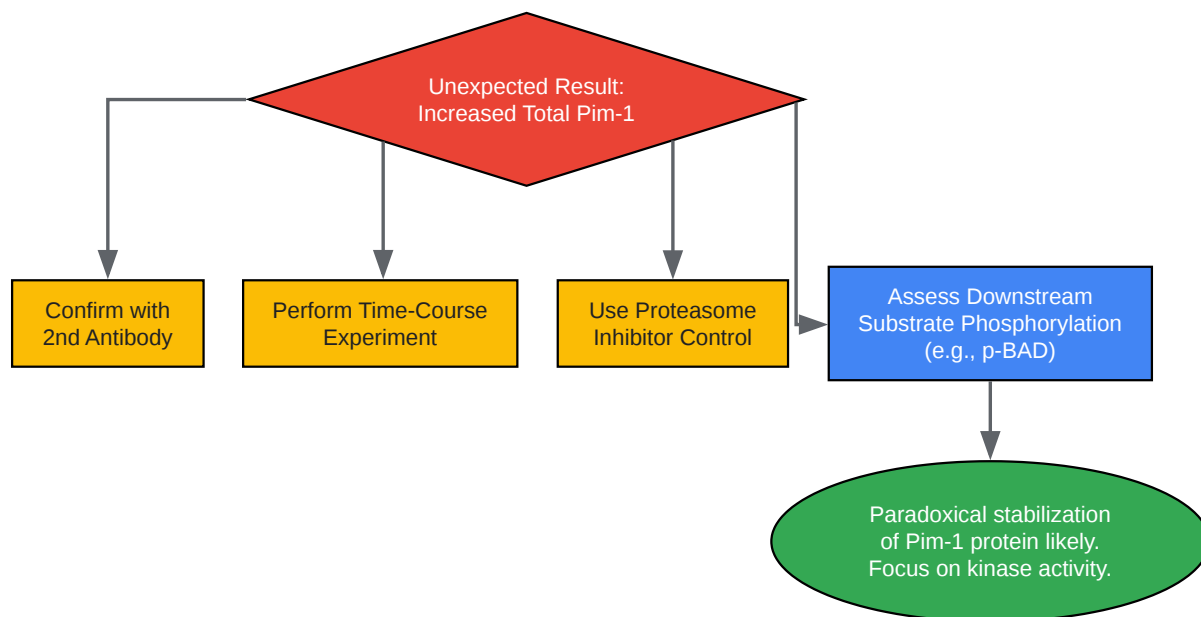 Unexpected Result:
Increased Total Pim-1
Confirm with
2nd Antibody
Perform Time-Course
Experiment
Use Proteasome
Inhibitor Control
Assess Downstream
Substrate Phosphorylation
(e.g., p-BAD)
Paradoxical stabilization
of Pim-1 protein likely.
Focus on kinase activity.